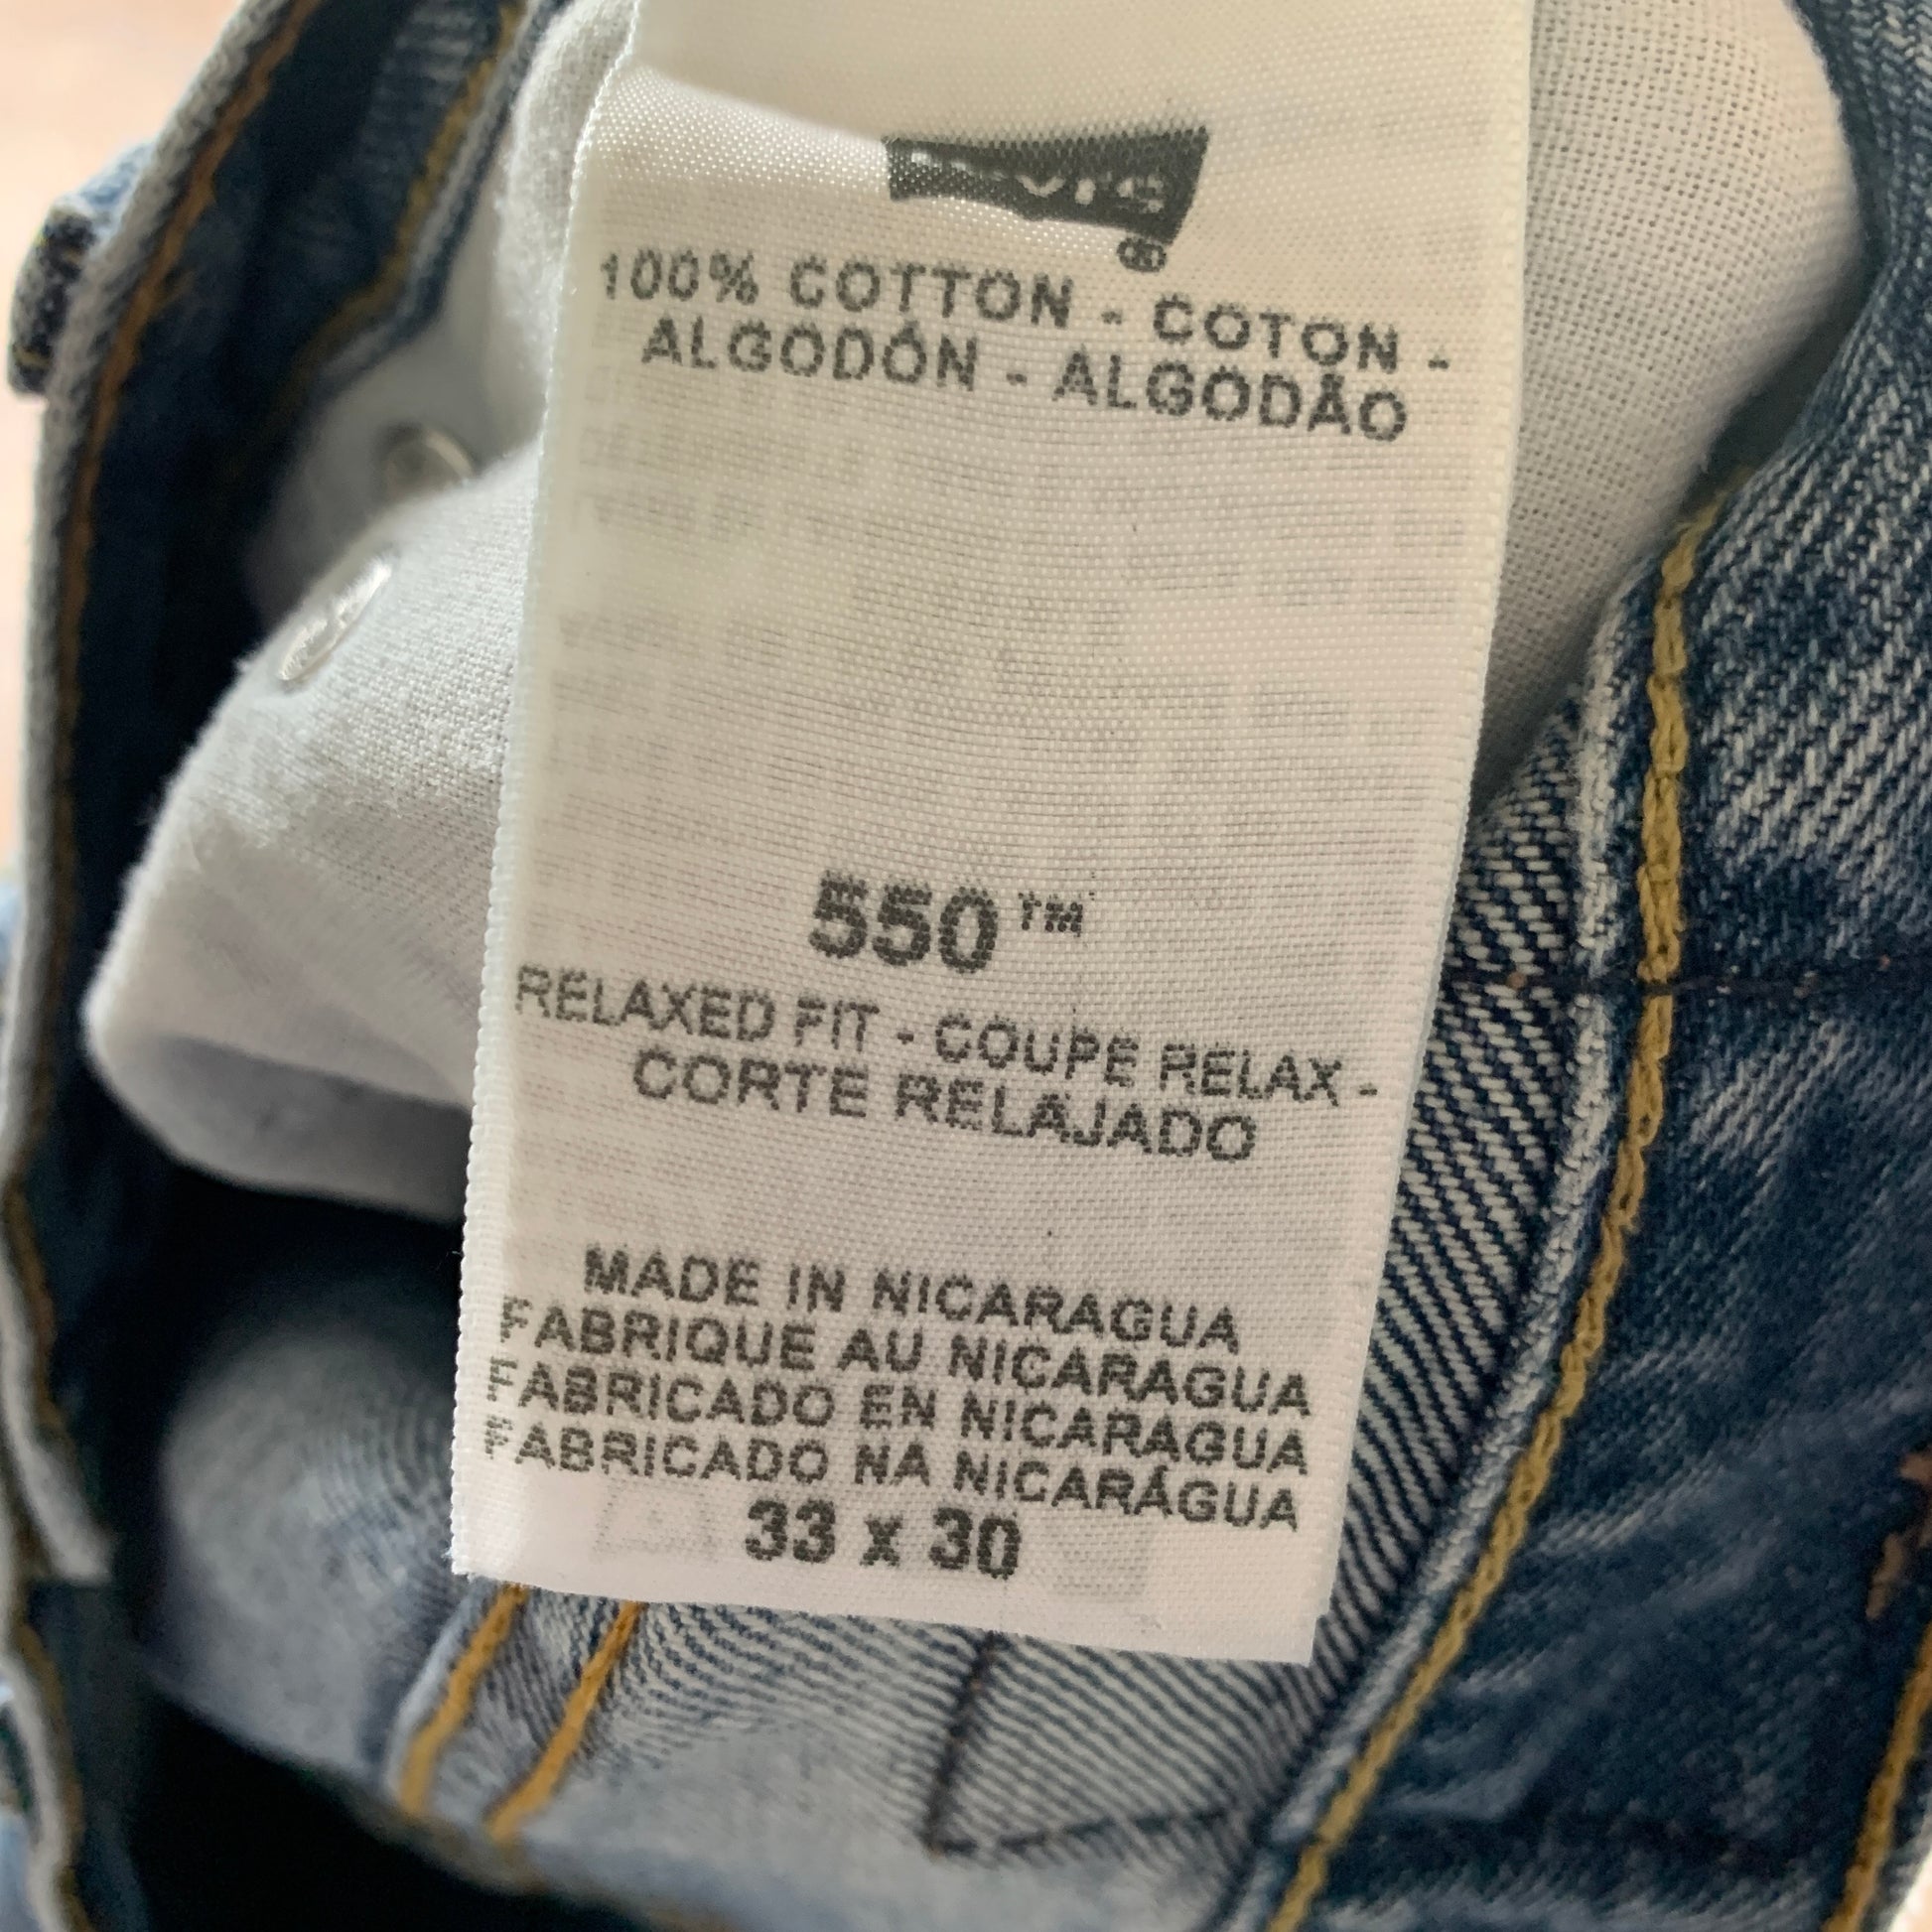 Levi's
®
100% COTTON - COTON -
ALGODÓN - ALGODÃO
550™
RELAXED FIT - COUPE RELAX -
CORTE RELAJADO
MADE IN NICARAGUA
FABRIQUE AU NICARAGUA
FABRICADO EN NICARAGUA
FABRICADO NA NICARÁGUA
33 x 30